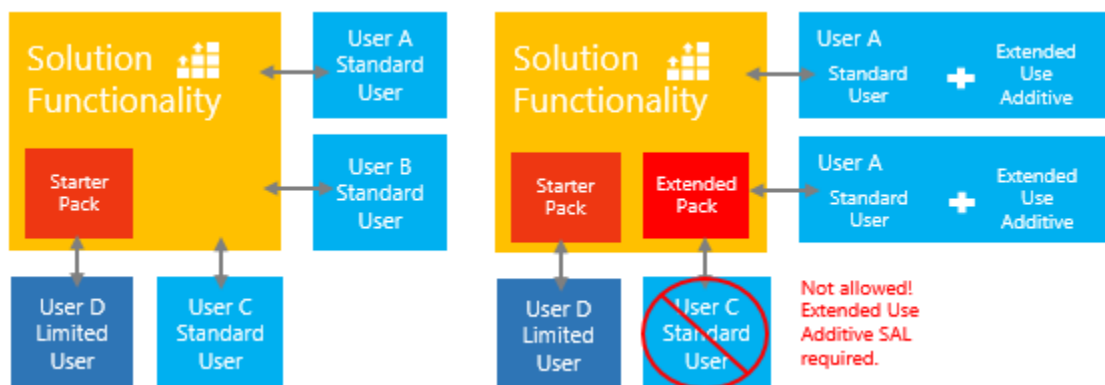 Solution
Functionality
Starter
Pack
User A
Standard
User
User B
Standard
User
User D
Limited
User
User C
Standard
User
Solution
Functionality
Starter
Pack
Extended
Pack
User A
Standard
User
Extended
Use
Additive
User A
Standard
User
Extended
Use
Additive
User D
Limited
User
User C
Standard
User
Not allowed!
Extended Use
Additive SAL
required.